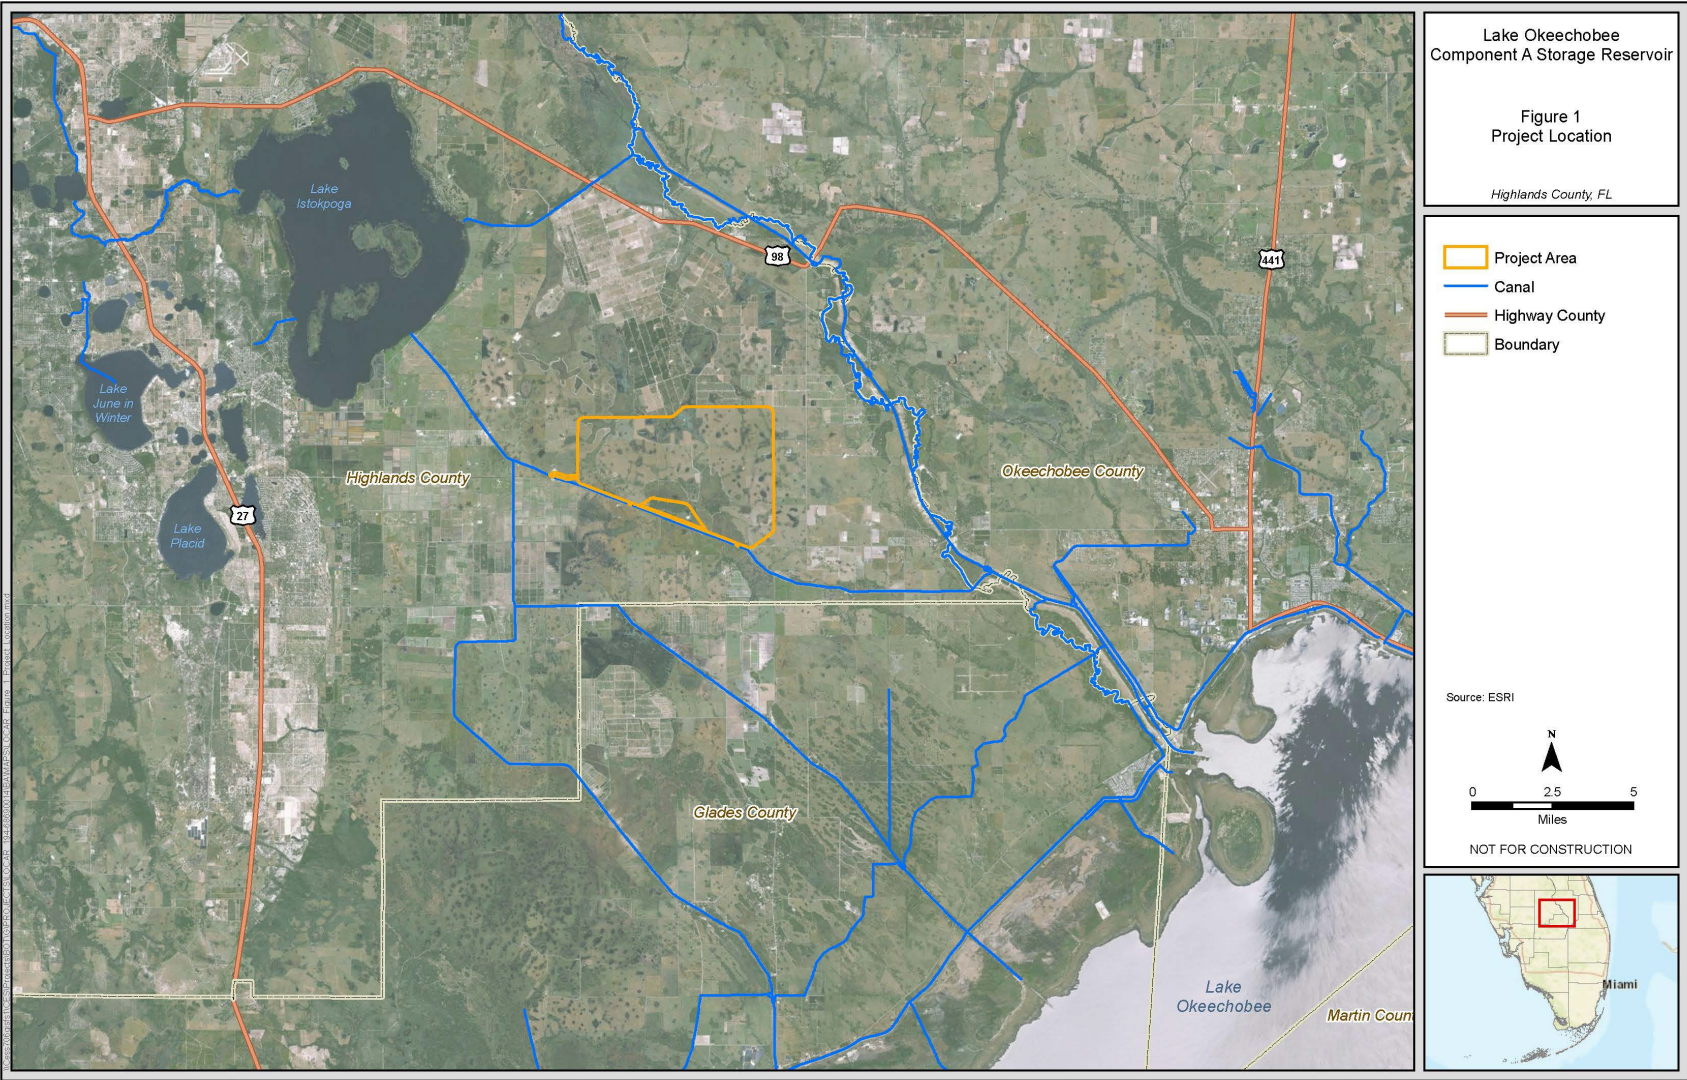 Lake Okeechobee
Component A Storage Reservoir
Figure 1
Project Location
Highlands County, FL
Project Area
Canal
Highway County
Boundary
Source: ESRI
N
0 2.5 5
Miles
NOT FOR CONSTRUCTION
Miami
Lake
Istokpoga
98
441
Lake
June in
Winter
Highlands County
Okeechobee County
27
Lake
Placid
Glades County
Lake
Okeechobee
Martin Count